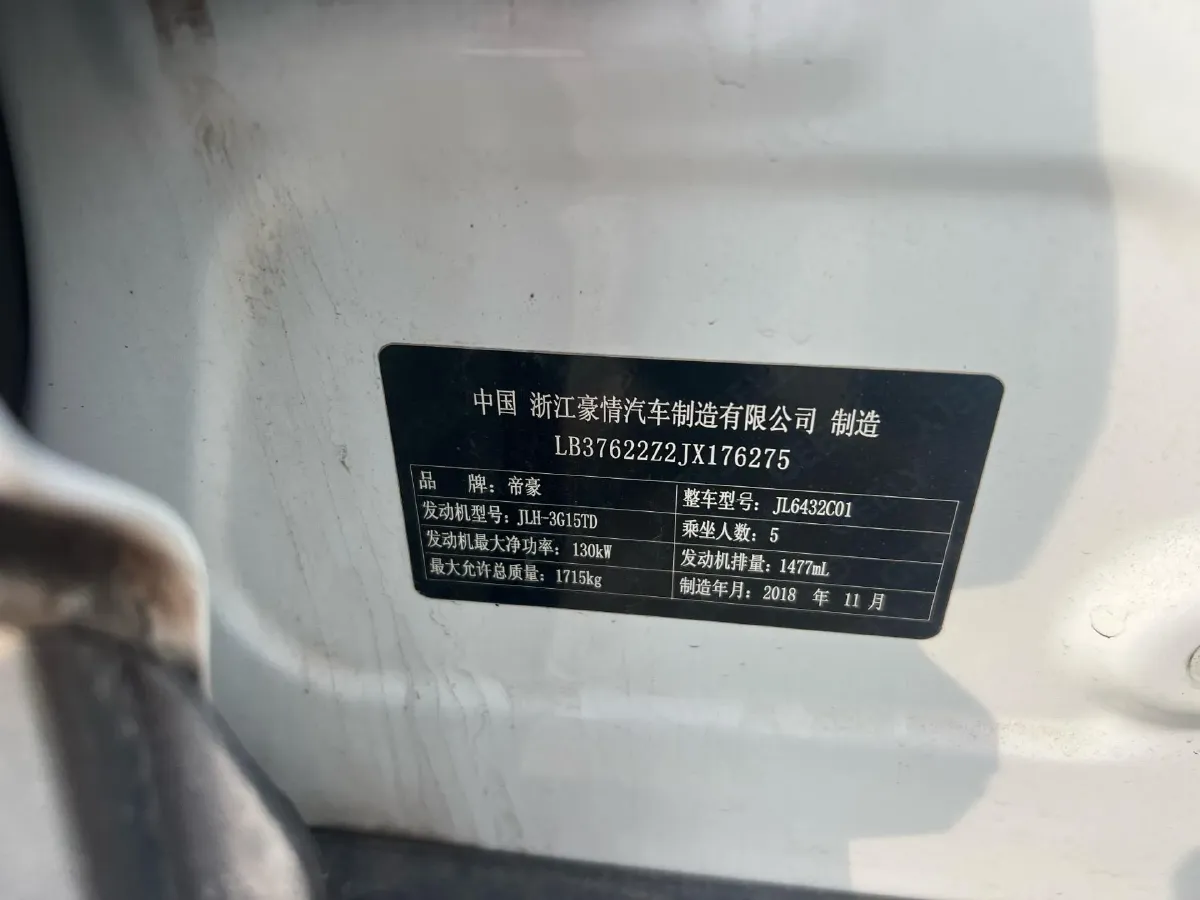 中国 浙江豪情汽车制造有限公司 制造
LB37622Z2JX176275
品 牌：帝豪 整车型号：JL6432C01
发动机型号：JLH-3G15TD 乘坐人数：5
发动机最大净功率：130kW 发动机排量：1477mL
最大允许总质量：1715kg 制造年月：2018 年 11 月